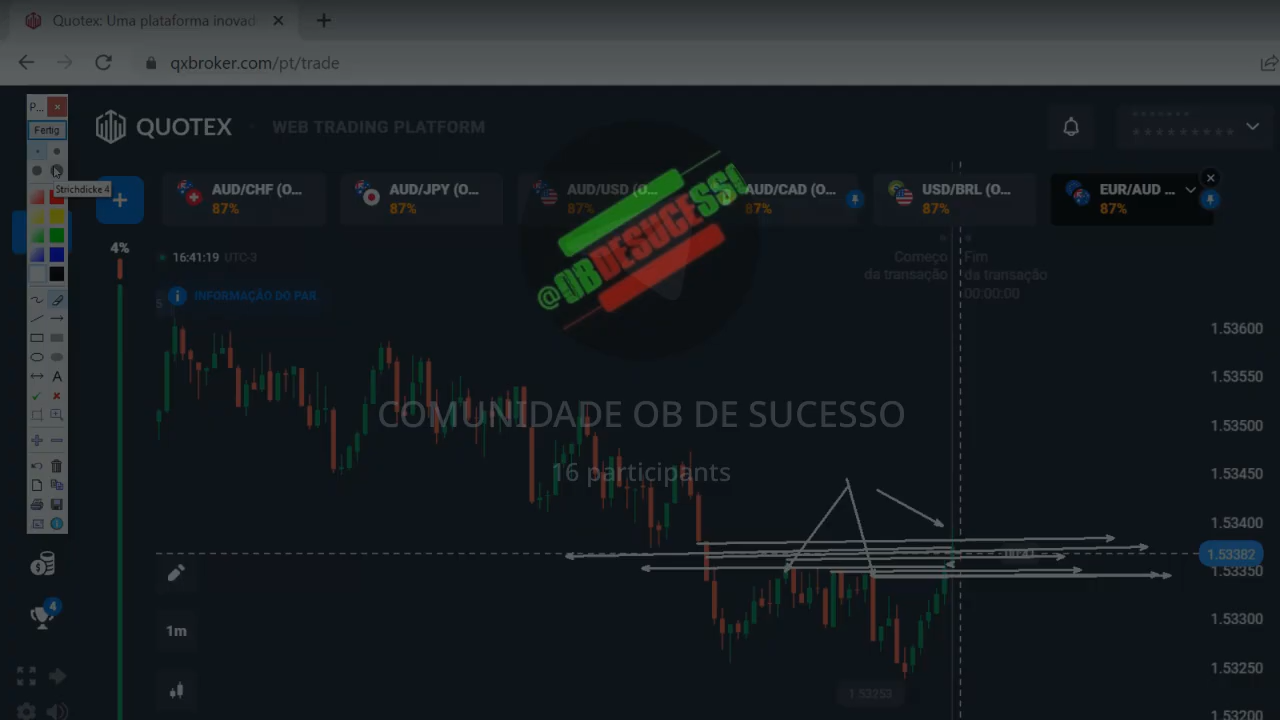 Quotex: Uma plataforma inovad
qxbroker.com/pt/trade
P...
Fertig
Strichdicke 4
QUOTEX
WEB TRADING PLATFORM
AUD/CHF (O...
87%
AUD/JPY (O...
87%
AUD/USD (O...
87%
AUD/CAD (O...
87%
USD/BRL (O...
87%
EUR/AUD ...
87%
@OBDESUCESS!
4%
16:41:19 UTC-3
INFORMAÇÃO DO PAR
Começo
da transação
Fim
da transação
00:00:00
1.53600
1.53550
1.53500
1.53450
1.53400
1.53382
1.53350
1.53300
1.53250
1.53200
COMUNIDADE OB DE SUCESSO
16 participants
4
1m
1.53253
A